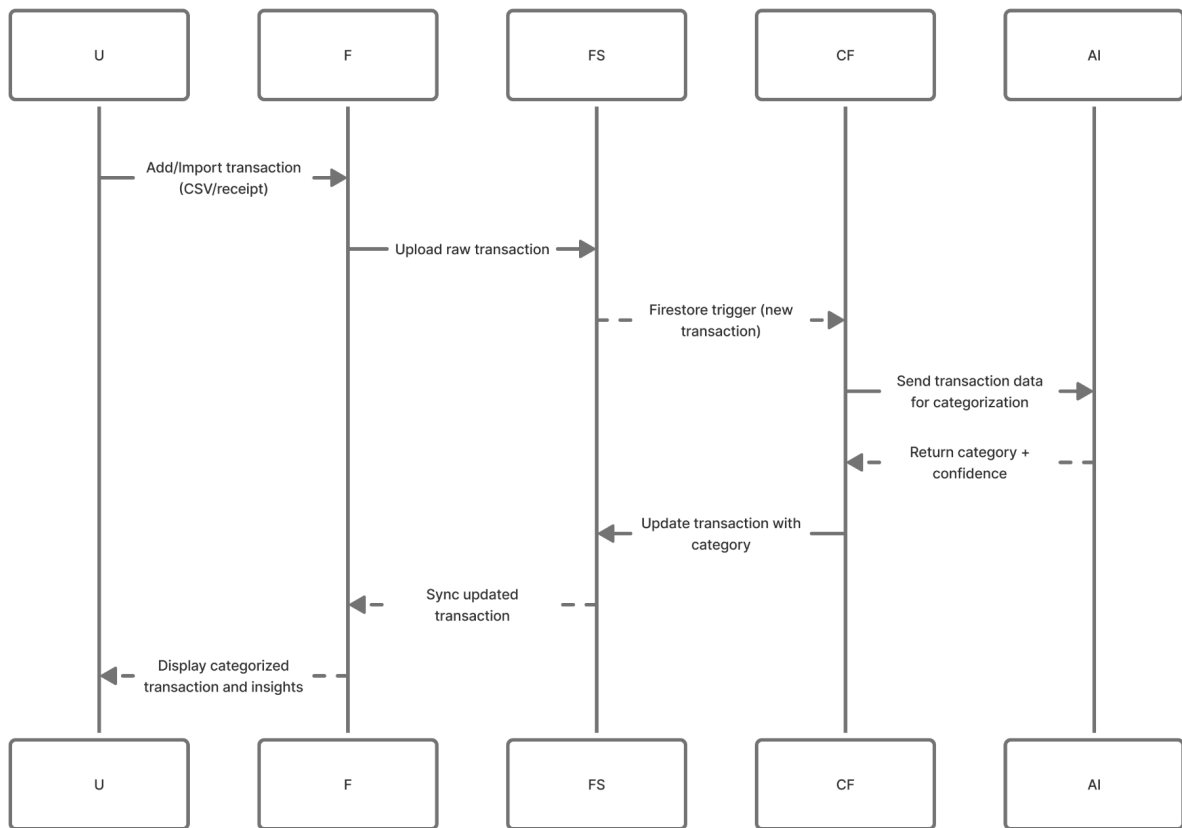 U
F
FS
CF
AI
Add/Import transaction
(CSV/receipt)
Upload raw transaction
Firestore trigger (new
transaction)
Send transaction data
for categorization
Return category +
confidence
Update transaction with
category
Sync updated
transaction
Display categorized
transaction and insights
U
F
FS
CF
AI